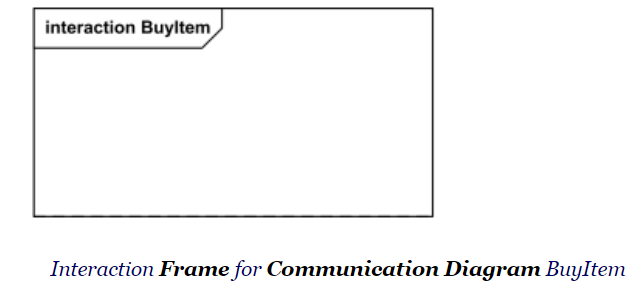 interaction BuyItem
Interaction Frame for Communication Diagram BuyItem